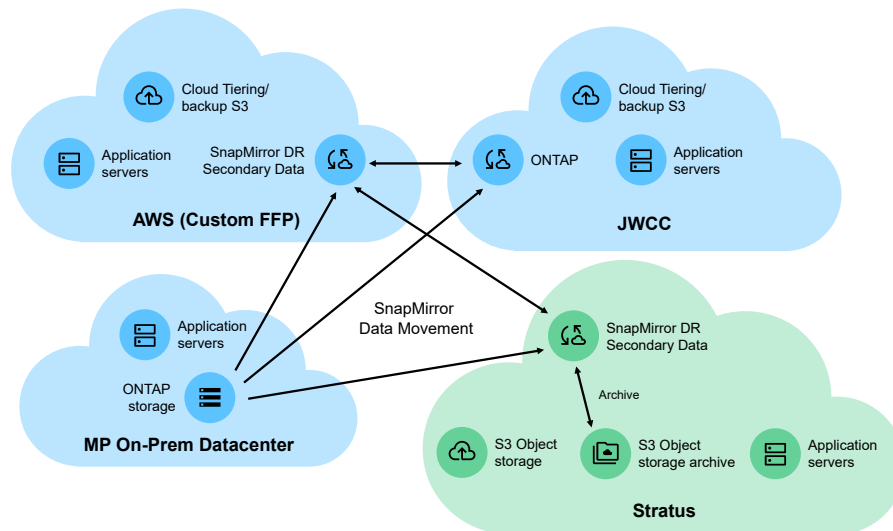 Cloud Tiering/
backup S3
Application
servers
SnapMirror DR
Secondary Data
AWS (Custom FFP)
Cloud Tiering/
backup S3
ONTAP
Application
servers
JWCC
SnapMirror
Data Movement
Application
servers
ONTAP
storage
MP On-Prem Datacenter
SnapMirror DR
Secondary Data
Archive
S3 Object
storage
S3 Object
storage archive
Application
servers
Stratus